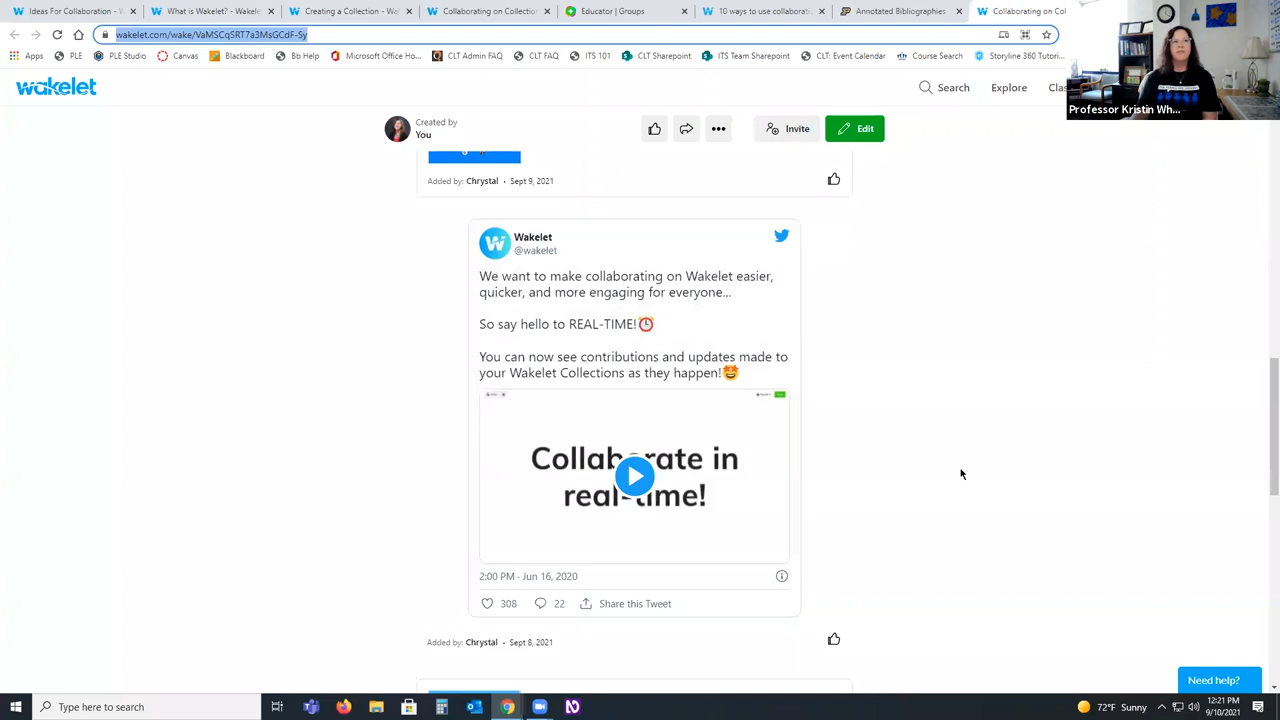 Ideas For Collaboration - W
What is Wakelet? - Wakelet
Creating a Collection - Wak
Collaborating on Collectio
Educator | Groups
10 ways to use collaborati
Annotated Bibliographies
Collaborating on Col
wakelet.com/wake/VaMSCqSRT7a3MsGCdF-Sy
Apps
PLE
PLE Studio
Canvas
Blackboard
Bb Help
Microsoft Office Ho...
CLT Admin FAQ
CLT FAQ
ITS 101
CLT Sharepoint
ITS Team Sharepoint
CLT: Event Calendar
Course Search
Storyline 360 Tutori...
Professor Kristin Wh...
wakelet
Search
Explore
Clas
Created by
You
Invite
Edit
Added by: Chrystal · Sept 9, 2021
Wakelet
@wakelet
We want to make collaborating on Wakelet easier,
quicker, and more engaging for everyone...
So say hello to REAL-TIME!⏰
You can now see contributions and updates made to
your Wakelet Collections as they happen!🤩
Collaborate in
real-time!
2:00 PM · Jun 16, 2020
308
22
Share this Tweet
Added by: Chrystal · Sept 8, 2021
Need help?
Type here to search
72°F Sunny
12:21 PM
9/10/2021